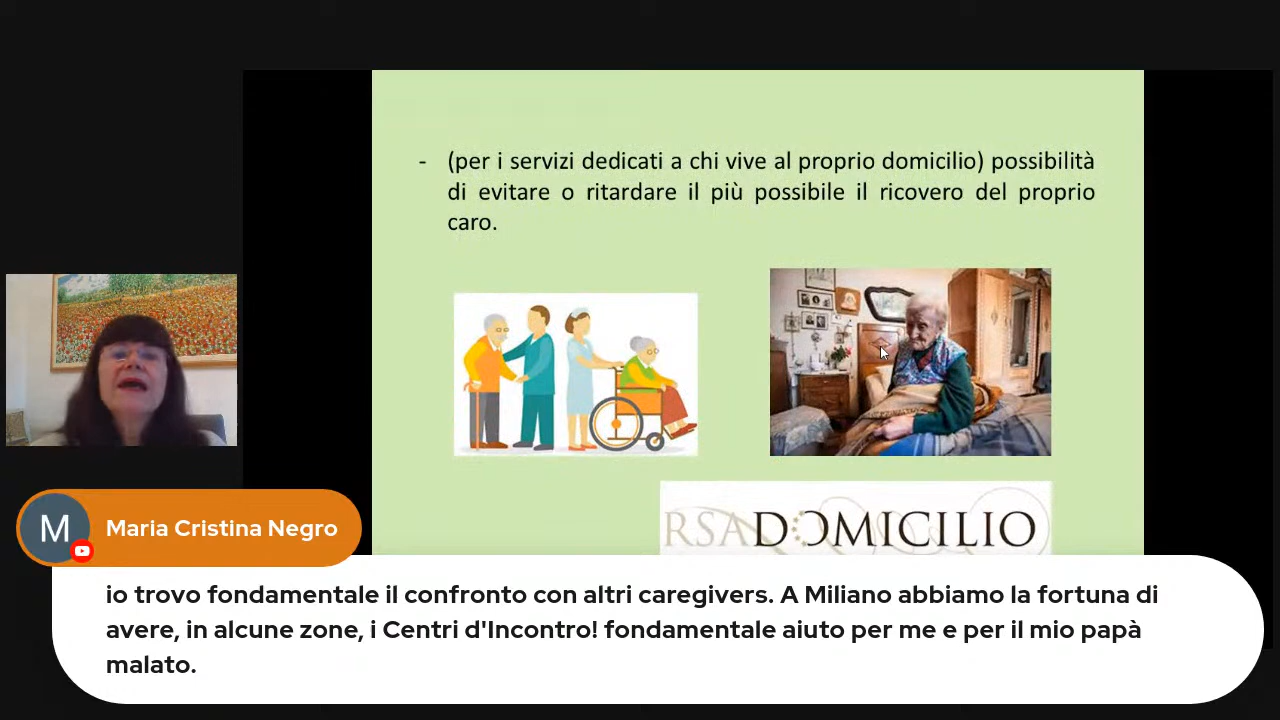 - (per i servizi dedicati a chi vive al proprio domicilio) possibilità
di evitare o ritardare il più possibile il ricovero del proprio
caro.
RSADOMICILIO
M
Maria Cristina Negro
io trovo fondamentale il confronto con altri caregivers. A Miliano abbiamo la fortuna di
avere, in alcune zone, i Centri d'Incontro! fondamentale aiuto per me e per il mio papà
malato.